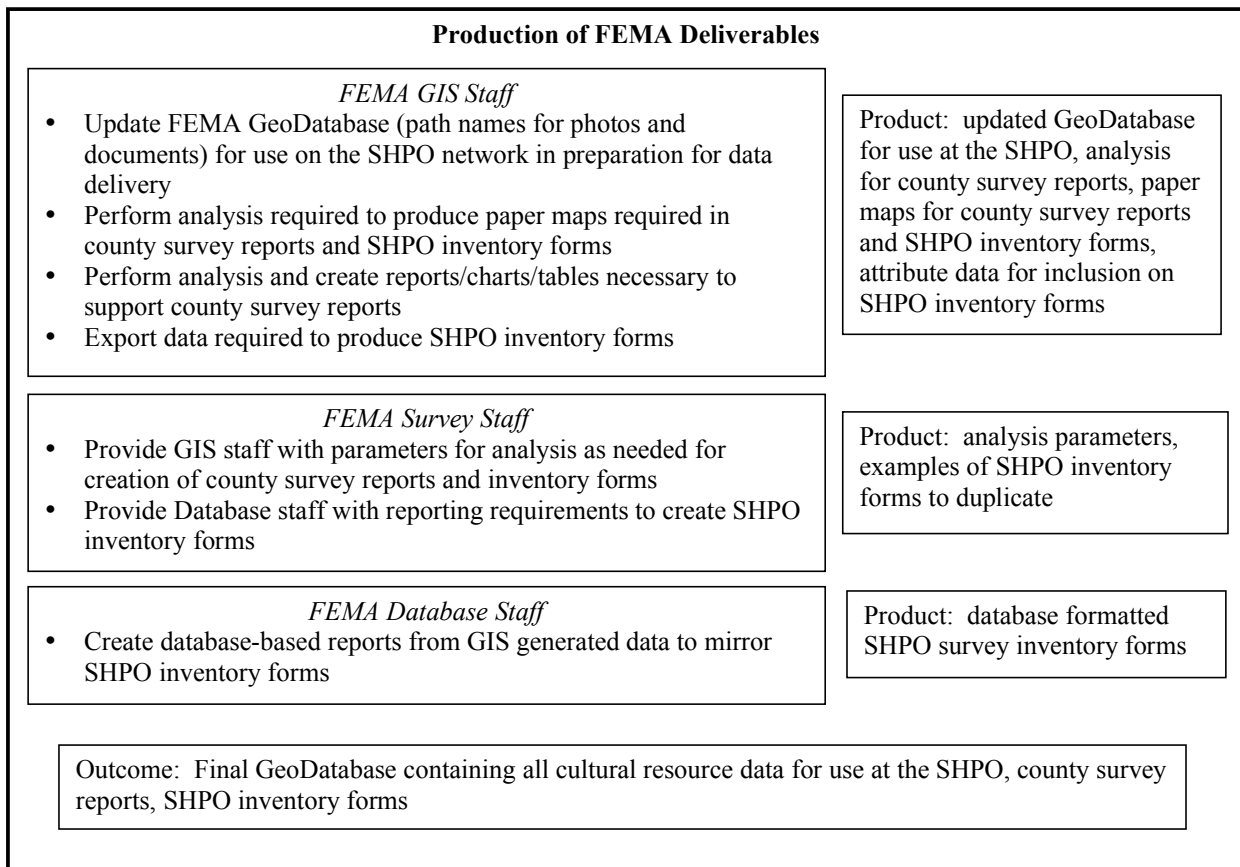 Production of FEMA Deliverables
FEMA GIS Staff
• Update FEMA GeoDatabase (path names for photos and
documents) for use on the SHPO network in preparation for data
delivery
• Perform analysis required to produce paper maps required in
county survey reports and SHPO inventory forms
• Perform analysis and create reports/charts/tables necessary to
support county survey reports
• Export data required to produce SHPO inventory forms
Product:  updated GeoDatabase
for use at the SHPO, analysis
for county survey reports, paper
maps for county survey reports
and SHPO inventory forms,
attribute data for inclusion on
SHPO inventory forms
FEMA Survey Staff
• Provide GIS staff with parameters for analysis as needed for
creation of county survey reports and inventory forms
• Provide Database staff with reporting requirements to create SHPO
inventory forms
Product:  analysis parameters,
examples of SHPO inventory
forms to duplicate
FEMA Database Staff
• Create database-based reports from GIS generated data to mirror
SHPO inventory forms
Product:  database formatted
SHPO survey inventory forms
Outcome:  Final GeoDatabase containing all cultural resource data for use at the SHPO, county survey
reports, SHPO inventory forms